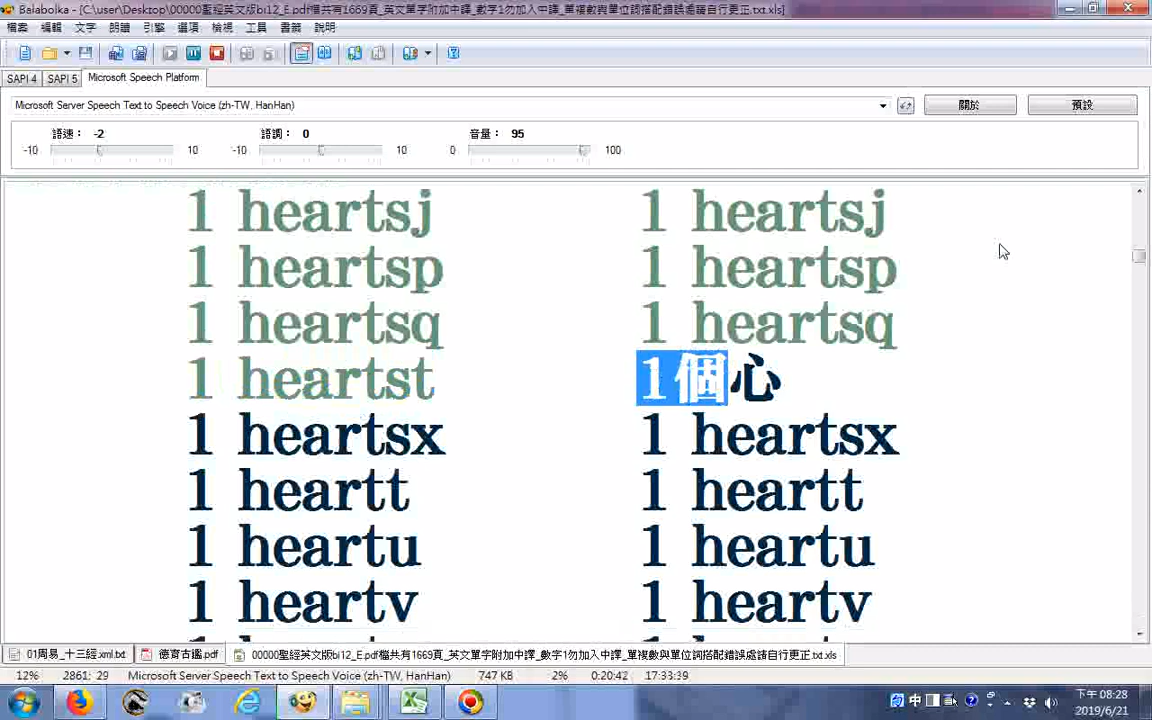 Balabolka - [C:\user\Desktop\00000聖經英文版bi12_E.pdf檔共有1669頁_英文單字附加中譯_數字1勿加入中譯_單複數與單位詞搭配錯誤處請自行更正.txt.xls]
檔案 編輯 文字 朗讀 引擎 選項 檢視 工具 書籤 說明
SAPI 4 SAPI 5 Microsoft Speech Platform
Microsoft Server Speech Text to Speech Voice (zh-TW, HanHan) 關於 預設
語速： -2 語調： 0 音量： 95
-10 10 -10 10 0 100
1 heartsj 1 heartsj
1 heartsp 1 heartsp
1 heartsq 1 heartsq
1 heartst 1個心
1 heartsx 1 heartsx
1 heartt 1 heartt
1 heartu 1 heartu
1 heartv 1 heartv
01周易_十三經.xml.txt 德育古鑑.pdf 00000聖經英文版bi12_E.pdf檔共有1669頁_英文單字附加中譯_數字1勿加入中譯_單複數與單位詞搭配錯誤處請自行更正.txt.xls
12% 2861: 29 Microsoft Server Speech Text to Speech Voice (zh-TW, HanHan) 747 KB 2% 0:20:42 17:33:39
中 下午 08:28
2019/6/21